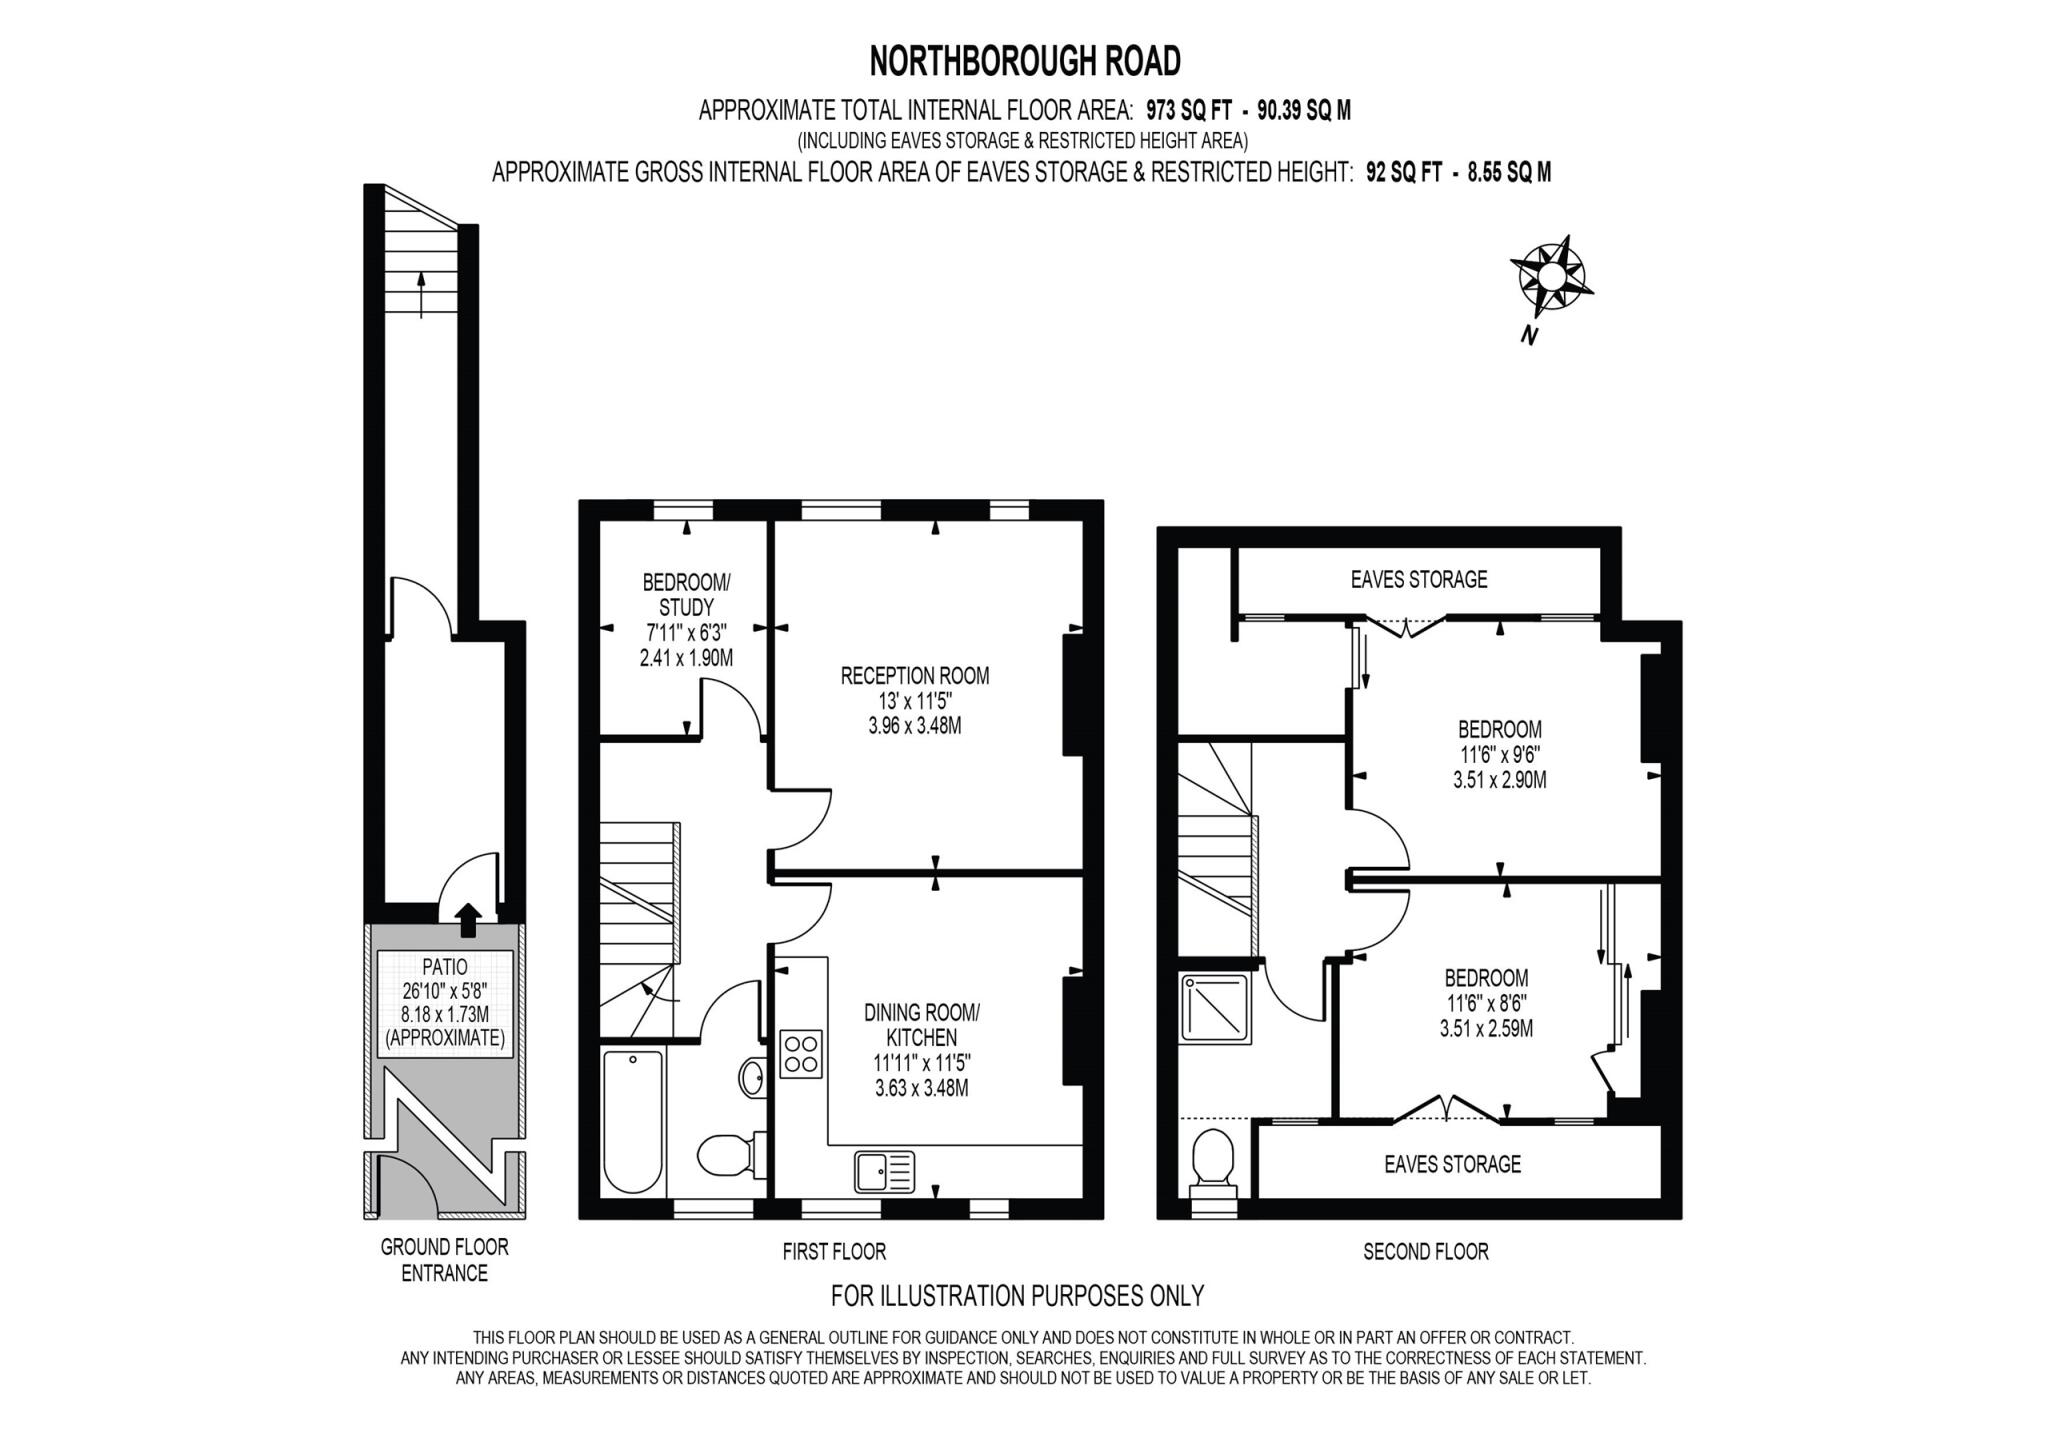 NORTHBOROUGH ROAD
APPROXIMATE TOTAL INTERNAL FLOOR AREA: 973 SQ FT - 90.39 SQ M
(INCLUDING EAVES STORAGE & RESTRICTED HEIGHT AREA)
APPROXIMATE GROSS INTERNAL FLOOR AREA OF EAVES STORAGE & RESTRICTED HEIGHT: 92 SQ FT - 8.55 SQ M
N
PATIO
26'10" x 5'8"
8.18 x 1.73M
(APPROXIMATE)
GROUND FLOOR
ENTRANCE
BEDROOM/
STUDY
7'11" x 6'3"
2.41 x 1.90M
RECEPTION ROOM
13' x 11'5"
3.96 x 3.48M
DINING ROOM/
KITCHEN
11'11" x 11'5"
3.63 x 3.48M
FIRST FLOOR
EAVES STORAGE
BEDROOM
11'6" x 9'6"
3.51 x 2.90M
BEDROOM
11'6" x 8'6"
3.51 x 2.59M
EAVES STORAGE
SECOND FLOOR
FOR ILLUSTRATION PURPOSES ONLY
THIS FLOOR PLAN SHOULD BE USED AS A GENERAL OUTLINE FOR GUIDANCE ONLY AND DOES NOT CONSTITUTE IN WHOLE OR IN PART AN OFFER OR CONTRACT.
ANY INTENDING PURCHASER OR LESSEE SHOULD SATISFY THEMSELVES BY INSPECTION, SEARCHES, ENQUIRIES AND FULL SURVEY AS TO THE CORRECTNESS OF EACH STATEMENT.
ANY AREAS, MEASUREMENTS OR DISTANCES QUOTED ARE APPROXIMATE AND SHOULD NOT BE USED TO VALUE A PROPERTY OR BE THE BASIS OF ANY SALE OR LET.